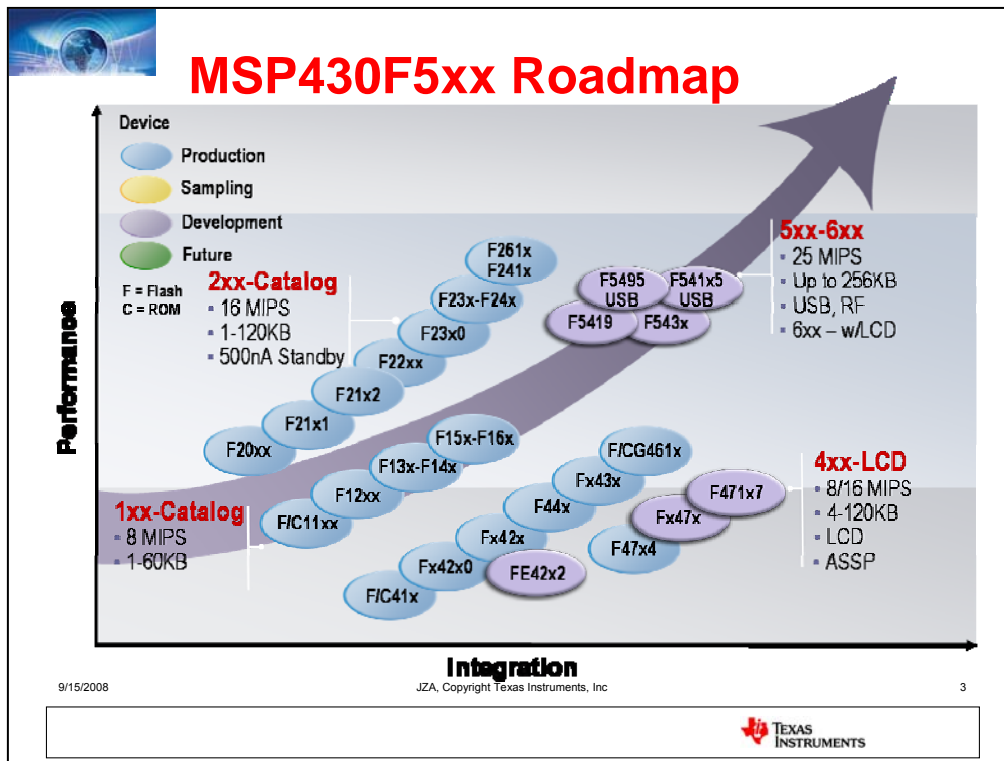 MSP430F5xx Roadmap
Device
Production
Sampling
Development
Future
F = Flash
C = ROM
Performance
2xx-Catalog
▪ 16 MIPS
▪ 1-120KB
▪ 500nA Standby
F261x
F241x
F23x-F24x
F23x0
F22xx
F21x2
F21x1
F20xx
5xx-6xx
▪ 25 MIPS
▪ Up to 256KB
▪ USB, RF
▪ 6xx – w/LCD
F5495
USB
F541x5
USB
F5419
F543x
1xx-Catalog
▪ 8 MIPS
▪ 1-60KB
F15x-F16x
F13x-F14x
F12xx
F/C11xx
4xx-LCD
▪ 8/16 MIPS
▪ 4-120KB
▪ LCD
▪ ASSP
F/CG461x
Fx43x
F44x
Fx42x
Fx42x0
F/C41x
FE42x2
F471x7
Fx47x
F47x4
Integration
9/15/2008
JZA, Copyright Texas Instruments, Inc
3
TEXAS
INSTRUMENTS